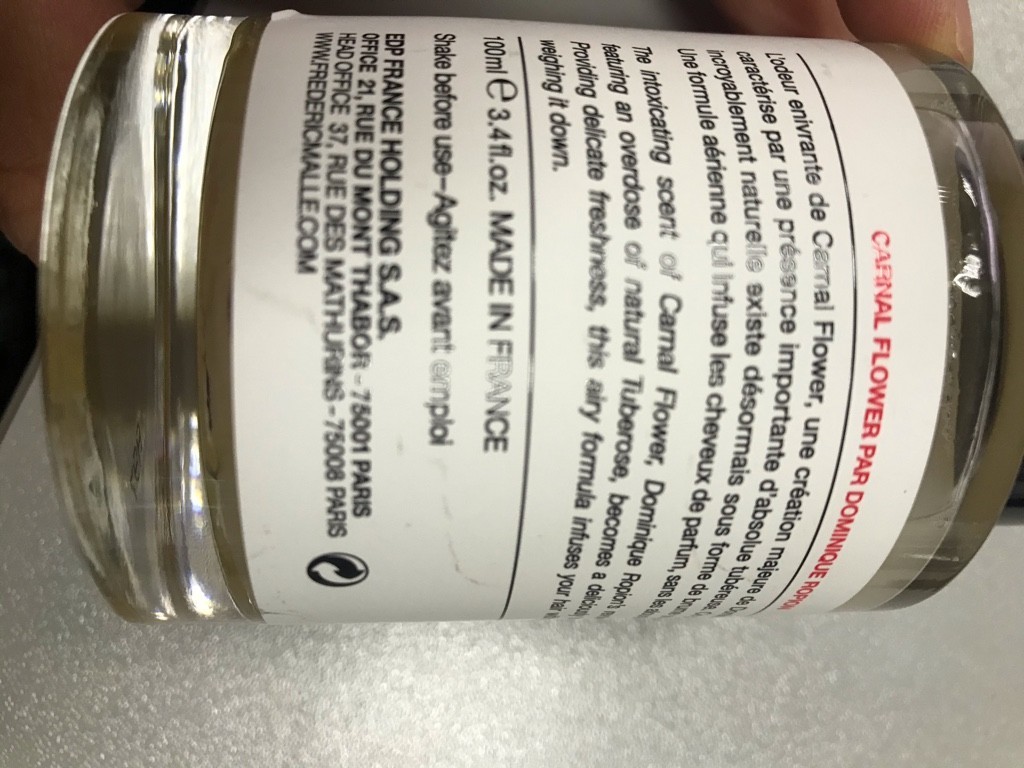 CARNAL FLOWER PAR DOMINIQUE ROPION
L'odeur enivrante de Carnal Flower, une création majeure de
caractérise par une présence importante d'absolue tubéreuse.
incroyablement naturelle existe désormais sous forme de
Une formule aérienne qui infuse les cheveux de parfum, sans les
The intoxicating scent of Carnal Flower, Dominique Ropion's
featuring an overdose of natural Tuberose, becomes a
Providing delicate freshness, this airy formula infuses your hair
weighing it down.
100ml e 3.4 fl.oz. MADE IN FRANCE
Shake before use-Agitez avant emploi
EDP FRANCE HOLDING S.A.S.
OFFICE 21, RUE DU MONT THABOR - 75001 PARIS
HEAD OFFICE 37, RUE DES MATHURINS - 75008 PARIS
WWW.FREDERICMALLE.COM